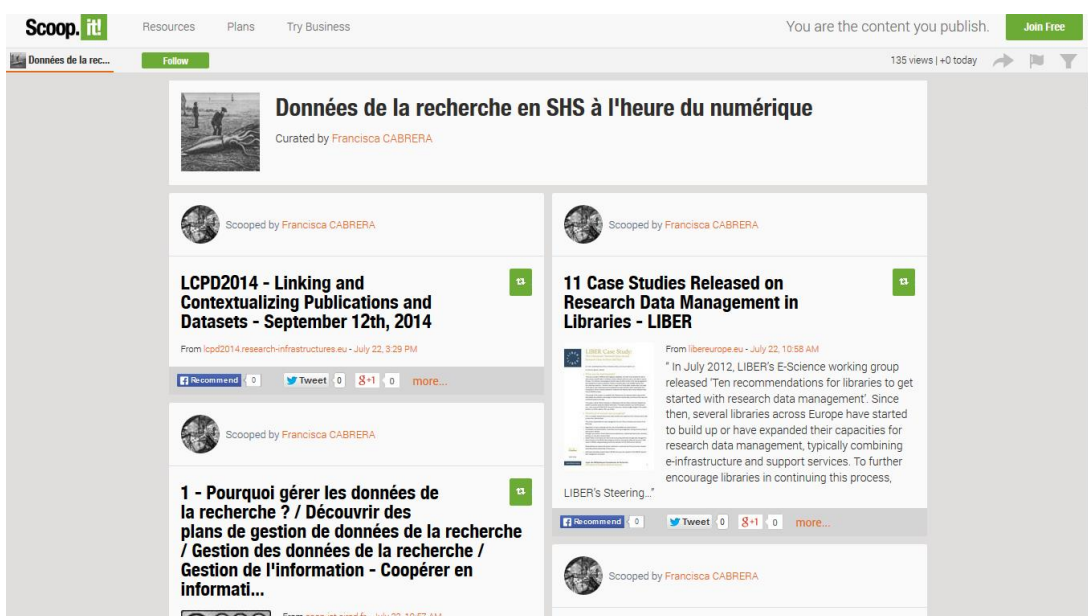 Scoop.it!
Resources Plans Try Business
You are the content you publish.
Join Free
Données de la rec...
Follow
135 views | +0 today
Données de la recherche en SHS à l'heure du numérique
Curated by Francisca CABRERA
Scooped by Francisca CABRERA
LCPD2014 - Linking and
Contextualizing Publications and
Datasets - September 12th, 2014
From lcpd2014.research-infrastructures.eu - July 22, 3:29 PM
Recommend 0 Tweet 0 g+1 0 more...
Scooped by Francisca CABRERA
1 - Pourquoi gérer les données de
la recherche ? / Découvrir des
plans de gestion de données de la recherche
/ Gestion des données de la recherche /
Gestion de l'information - Coopérer en
informati...
Scooped by Francisca CABRERA
11 Case Studies Released on
Research Data Management in
Libraries - LIBER
LIBER Case Study
From libereurope.eu - July 22, 10:58 AM
" In July 2012, LIBER's E-Science working group
released 'Ten recommendations for libraries to get
started with research data management'. Since
then, several libraries across Europe have started
to build up or have expanded their capacities for
research data management, typically combining
e-infrastructure and support services. To further
encourage libraries in continuing this process,
LIBER's Steering..."
Recommend 0 Tweet 0 g+1 0 more...
Scooped by Francisca CABRERA